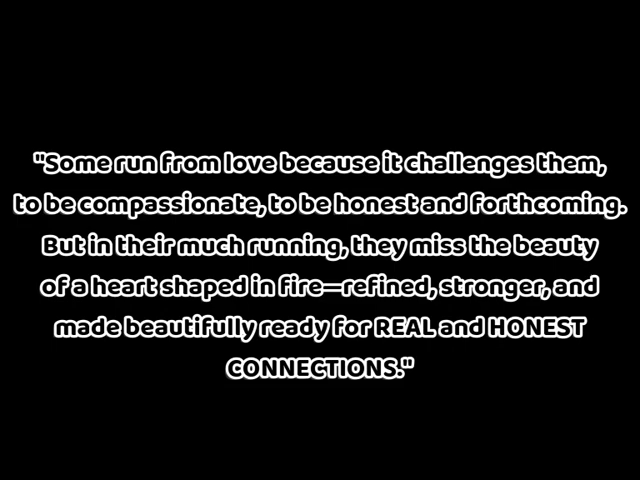 "Some run from love because it challenges them,
to be compassionate, to be honest and forthcoming.
But in their much running, they miss the beauty
of a heart shaped in fire—refined, stronger, and
made beautifully ready for REAL and HONEST
CONNECTIONS."